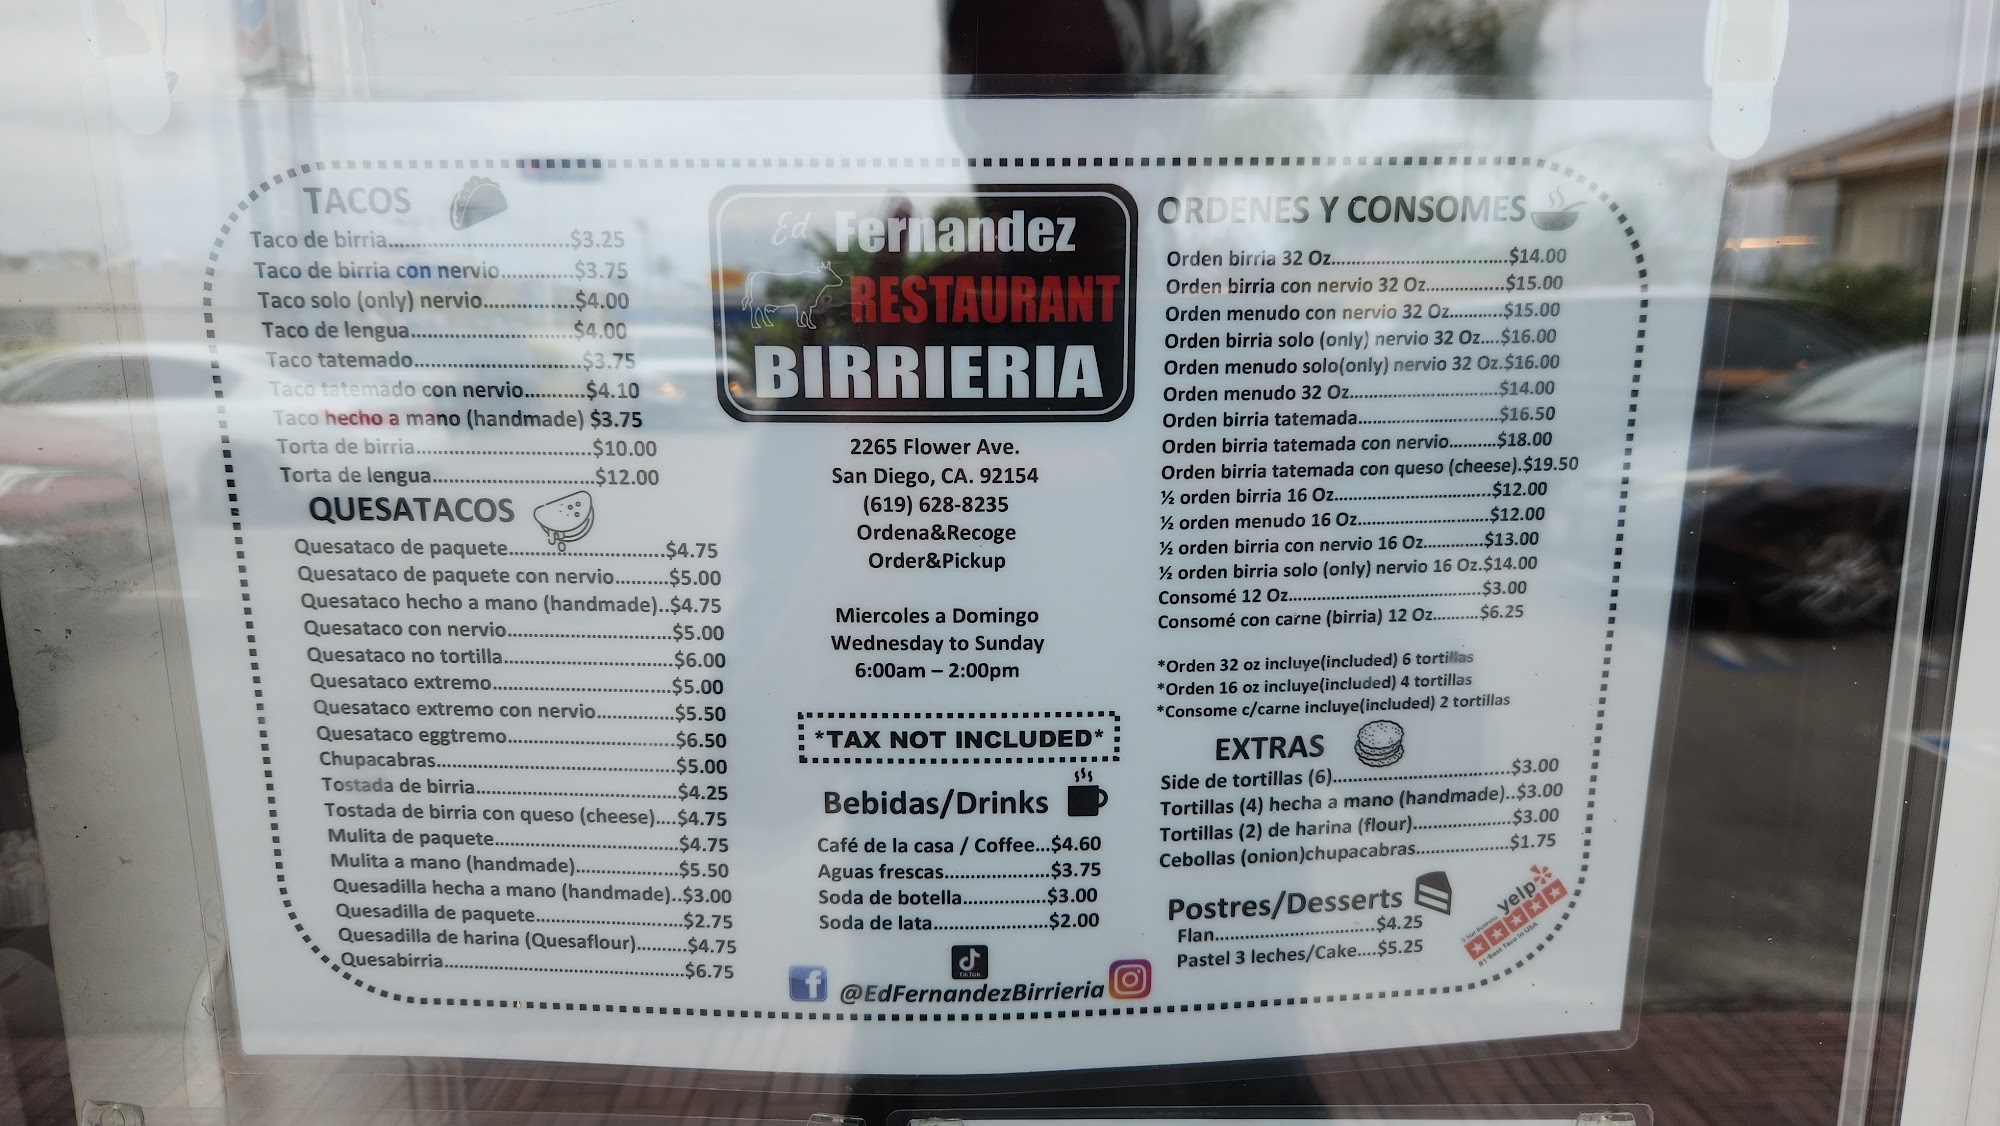 TACOS
Taco de birria..............................$3.25
Taco de birria con nervio............$3.75
Taco solo (only) nervio...............$4.00
Taco de lengua...........................$4.00
Taco tatemado............................$3.75
Taco tatemado con nervio..........$4.10
Taco hecho a mano (handmade) $3.75
Torta de birria.............................$10.00
Torta de lengua...........................$12.00
QUESATACOS
Quesataco de paquete..........................$4.75
Quesataco de paquete con nervio.........$5.00
Quesataco hecho a mano (handmade)..$4.75
Quesataco con nervio...........................$5.00
Quesataco no tortilla............................$6.00
Quesataco extremo..............................$5.00
Quesataco extremo con nervio.............$5.50
Quesataco eggtremo............................$6.50
Chupacabras........................................$5.00
Tostada de birria.................................$4.25
Tostada de birria con queso (cheese)....$4.75
Mulita de paquete...............................$4.75
Mulita a mano (handmade).................$5.50
Quesadilla hecha a mano (handmade)..$3.00
Quesadilla de paquete.........................$2.75
Quesadilla de harina (Quesaflour).........$4.75
Quesabirria..........................................$6.75
Ed Fernandez
RESTAURANT
BIRRIERIA
2265 Flower Ave.
San Diego, CA. 92154
(619) 628-8235
Ordena&Recoge
Order&Pickup
Miercoles a Domingo
Wednesday to Sunday
6:00am – 2:00pm
*TAX NOT INCLUDED*
Bebidas/Drinks
Café de la casa / Coffee...$4.60
Aguas frescas.....................$3.75
Soda de botella.................$3.00
Soda de lata.......................$2.00
TikTok
@EdFernandezBirrieria
ORDENES Y CONSOMES
Orden birria 32 Oz...................................$14.00
Orden birria con nervio 32 Oz................$15.00
Orden menudo con nervio 32 Oz...........$15.00
Orden birria solo (only) nervio 32 Oz....$16.00
Orden menudo solo(only) nervio 32 Oz.$16.00
Orden menudo 32 Oz..............................$14.00
Orden birria tatemada............................$16.50
Orden birria tatemada con nervio..........$18.00
Orden birria tatemada con queso (cheese).$19.50
½ orden birria 16 Oz................................$12.00
½ orden menudo 16 Oz...........................$12.00
½ orden birria con nervio 16 Oz............$13.00
½ orden birria solo (only) nervio 16 Oz.$14.00
Consomé 12 Oz.......................................$3.00
Consomé con carne (birria) 12 Oz..........$6.25
*Orden 32 oz incluye(included) 6 tortillas
*Orden 16 oz incluye(included) 4 tortillas
*Consome c/carne incluye(included) 2 tortillas
EXTRAS
Side de tortillas (6)..................................$3.00
Tortillas (4) hecha a mano (handmade)..$3.00
Tortillas (2) de harina (flour)...................$3.00
Cebollas (onion)chupacabras..................$1.75
Postres/Desserts
Flan.............................$4.25
Pastel 3 leches/Cake....$5.25
5 Star Business yelp
#1 Best Taco in USA